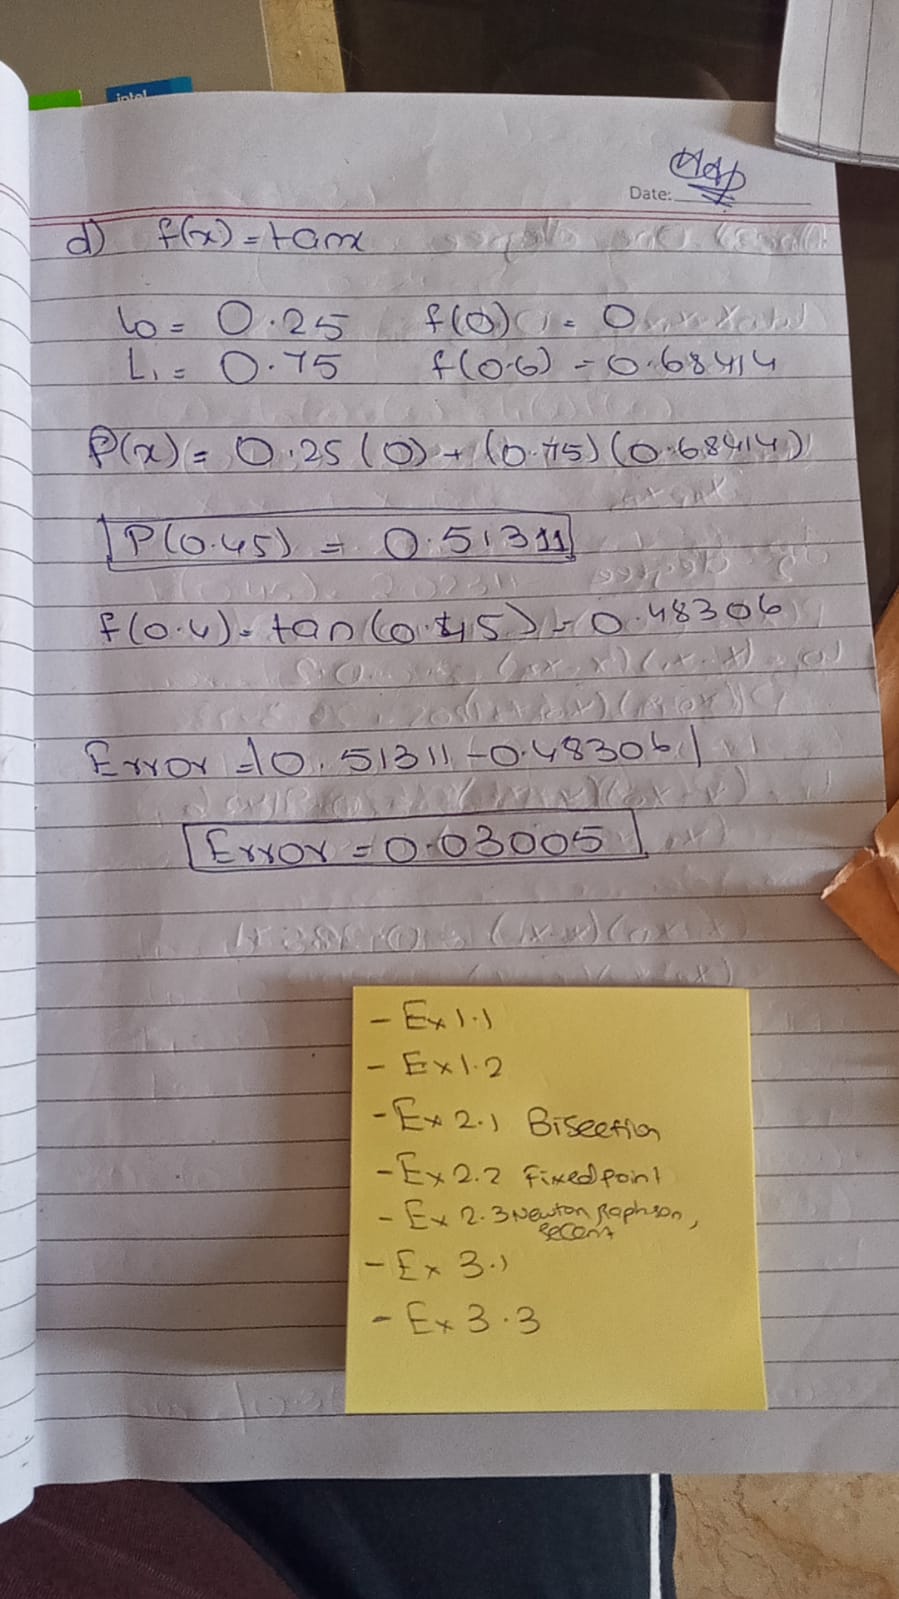 intel
Date:
d) f(x) = tanx
L0 = 0.25 f(0) = 0
L1 = 0.75 f(0.6) = 0.68414
P(x) = 0.25 (0) + (0.75) (0.68414)
P(0.45) = 0.51311
f(0.4) = tan(0.45) = 0.48306
Error = |0.51311 - 0.48306|
Error = 0.03005
- Ex 1.1
- Ex 1.2
- Ex 2.1 Bisection
- Ex 2.2 Fixed point
- Ex 2.3 Newton Raphson,
Secant
- Ex 3.1
- Ex 3.3